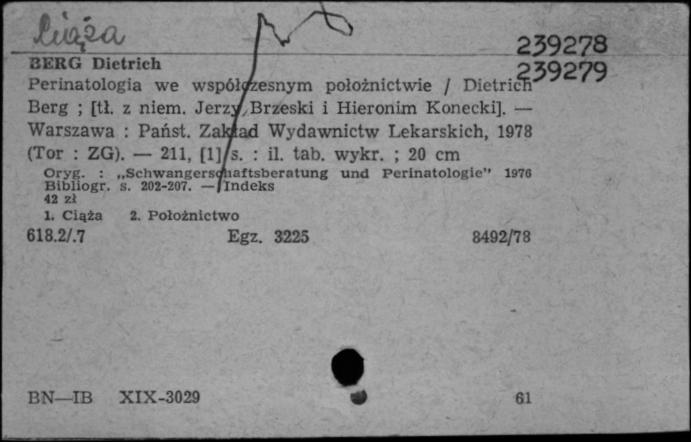 Ciąża
239278
BERG Dietrich
239279
Perinatologia we współczesnym położnictwie / Dietrich
Berg ; [tł. z niem. Jerzy Brzeski i Hieronim Konecki]. —
Warszawa : Państ. Zakład Wydawnictw Lekarskich, 1978
(Tor : ZG). — 211, [1] s. : il. tab. wykr. ; 20 cm
Oryg. : „Schwangerschaftsberatung und Perinatologie" 1976
Bibliogr. s. 202-207. — Indeks
42 zł
1. Ciąża 2. Położnictwo
618.2/.7 Egz. 3225 8492/78
BN—IB XIX-3029 61